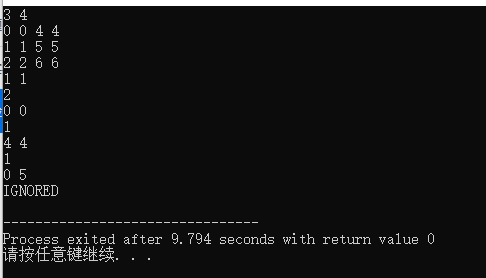 3 4
0 0 4 4
1 1 5 5
2 2 6 6
1 1
2
0 0
1
4 4
1
0 5
IGNORED
--------------------------------
Process exited after 9.794 seconds with return value 0
请按任意键继续. . .